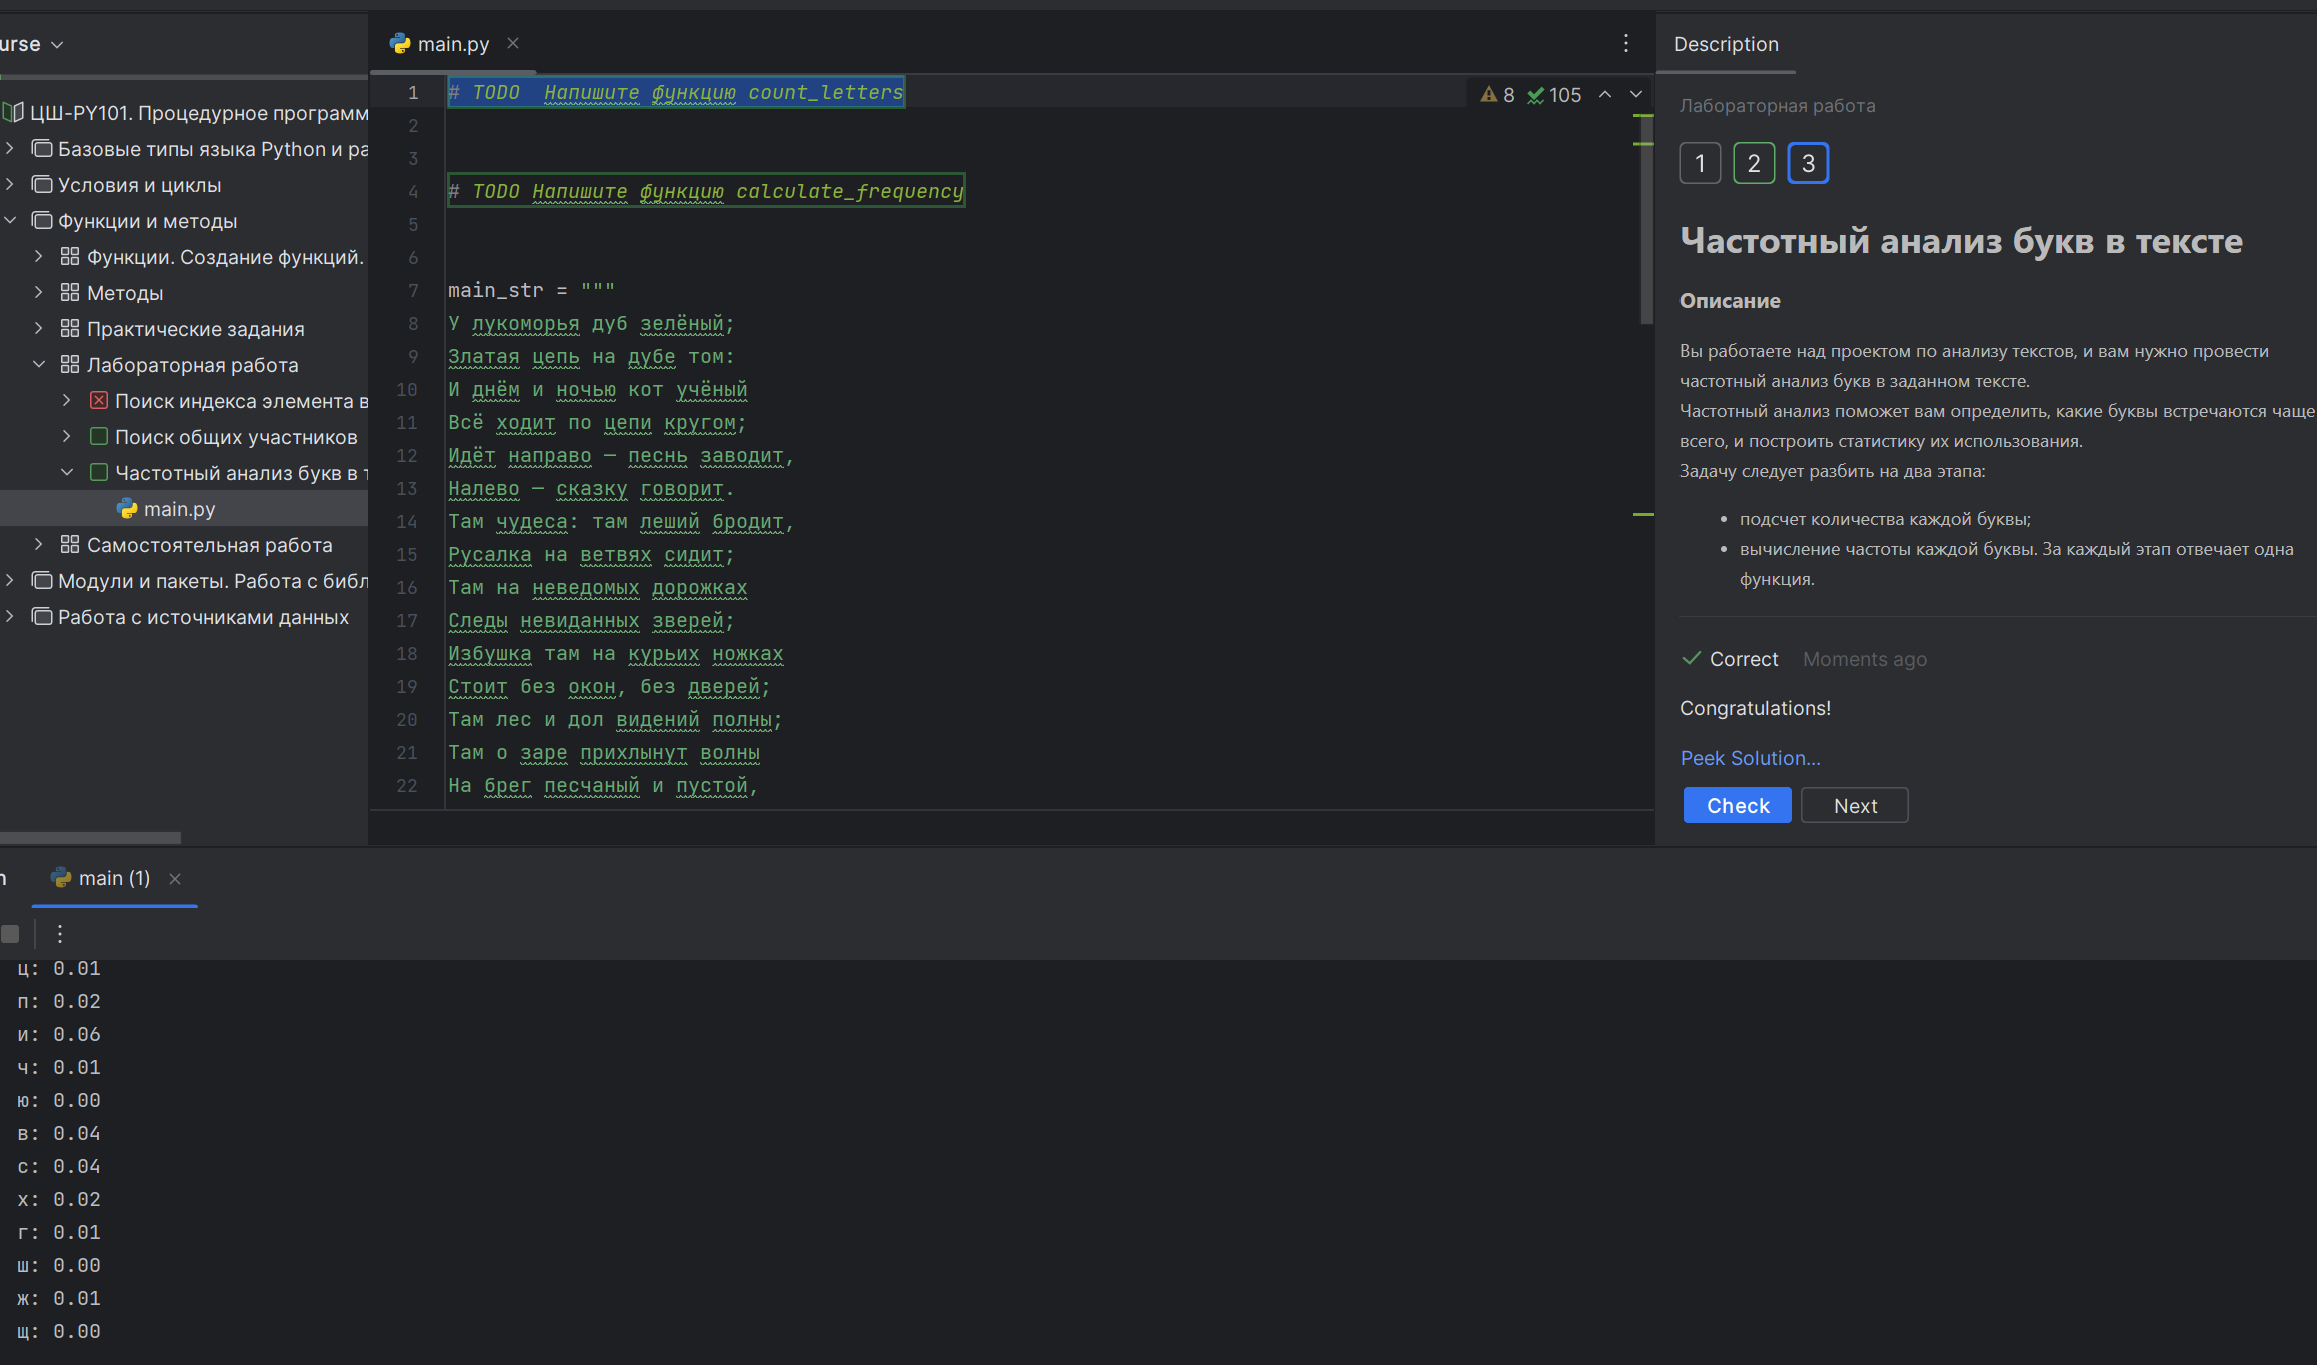 urse
ЦШ-PY101. Процедурное программ
Базовые типы языка Python и ра
Условия и циклы
Функции и методы
Функции. Создание функций.
Методы
Практические задания
Лабораторная работа
Поиск индекса элемента в
Поиск общих участников
Частотный анализ букв в т
main.py
Самостоятельная работа
Модули и пакеты. Работа с библ
Работа с источниками данных
main.py
8 105
1 # TODO  Напишите функцию count_letters
2
3
4 # TODO Напишите функцию calculate_frequency
5
6
7 main_str = """
8 У лукоморья дуб зелёный;
9 Златая цепь на дубе том:
10 И днём и ночью кот учёный
11 Всё ходит по цепи кругом;
12 Идёт направо — песнь заводит,
13 Налево — сказку говорит.
14 Там чудеса: там леший бродит,
15 Русалка на ветвях сидит;
16 Там на неведомых дорожках
17 Следы невиданных зверей;
18 Избушка там на курьих ножках
19 Стоит без окон, без дверей;
20 Там лес и дол видений полны;
21 Там о заре прихлынут волны
22 На брег песчаный и пустой,
Description
Лабораторная работа
1 2 3
Частотный анализ букв в тексте
Описание
Вы работаете над проектом по анализу текстов, и вам нужно провести
частотный анализ букв в заданном тексте.
Частотный анализ поможет вам определить, какие буквы встречаются чаще
всего, и построить статистику их использования.
Задачу следует разбить на два этапа:
• подсчет количества каждой буквы;
• вычисление частоты каждой буквы. За каждый этап отвечает одна
функция.
Correct Moments ago
Congratulations!
Peek Solution...
Check Next
main (1)
ц: 0.01
п: 0.02
и: 0.06
ч: 0.01
ю: 0.00
в: 0.04
с: 0.04
х: 0.02
г: 0.01
ш: 0.00
ж: 0.01
щ: 0.00